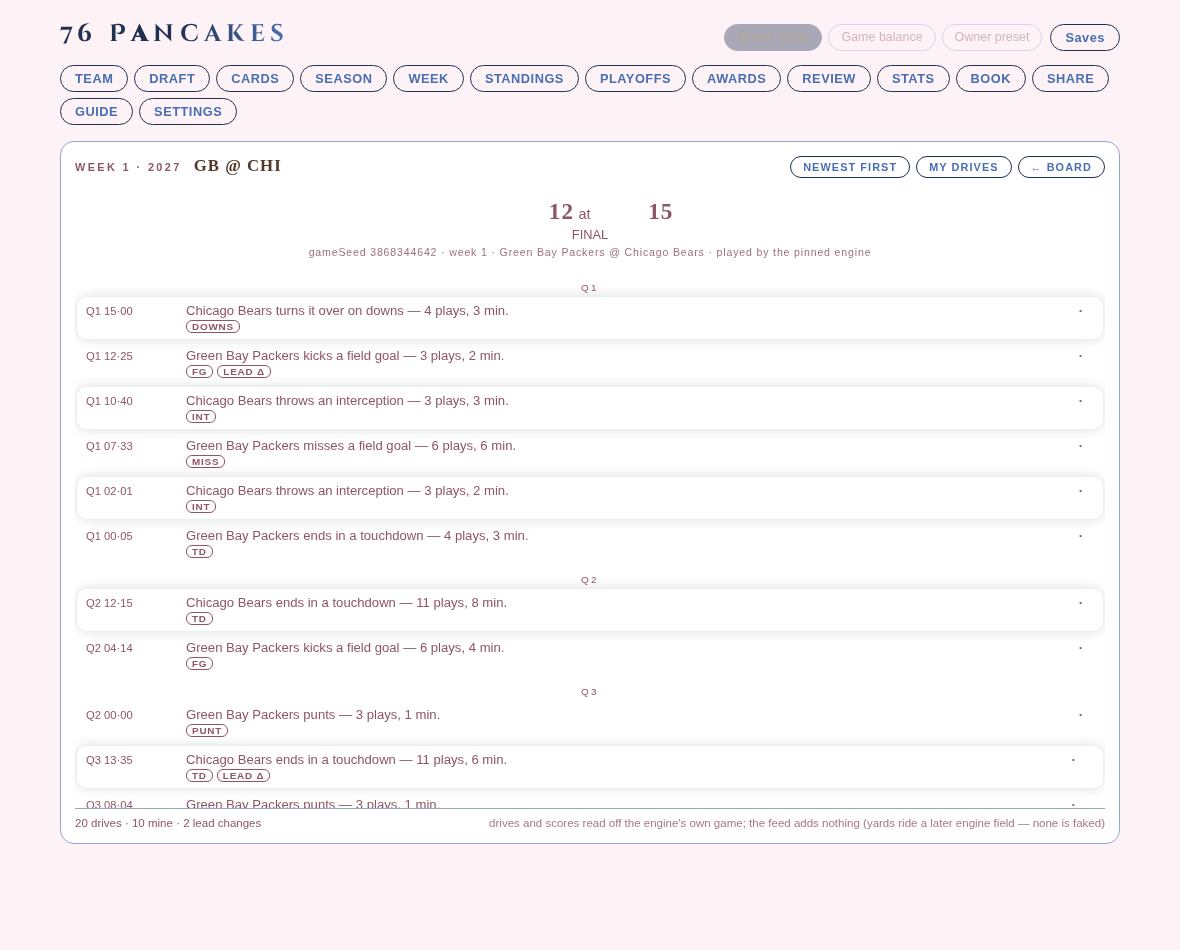 76 PANCAKES
Game balance
Owner preset
Saves
TEAM
DRAFT
CARDS
SEASON
WEEK
STANDINGS
PLAYOFFS
AWARDS
REVIEW
STATS
BOOK
SHARE
GUIDE
SETTINGS
WEEK 1 · 2027 GB @ CHI
NEWEST FIRST
MY DRIVES
← BOARD
12 at 15
FINAL
gameSeed 3868344642 · week 1 · Green Bay Packers @ Chicago Bears · played by the pinned engine
Q1
Q1 15·00 Chicago Bears turns it over on downs — 4 plays, 3 min. ·
DOWNS
Q1 12·25 Green Bay Packers kicks a field goal — 3 plays, 2 min. ·
FG LEAD Δ
Q1 10·40 Chicago Bears throws an interception — 3 plays, 3 min. ·
INT
Q1 07·33 Green Bay Packers misses a field goal — 6 plays, 6 min. ·
MISS
Q1 02·01 Chicago Bears throws an interception — 3 plays, 2 min. ·
INT
Q1 00·05 Green Bay Packers ends in a touchdown — 4 plays, 3 min. ·
TD
Q2
Q2 12·15 Chicago Bears ends in a touchdown — 11 plays, 8 min. ·
TD
Q2 04·14 Green Bay Packers kicks a field goal — 6 plays, 4 min. ·
FG
Q3
Q2 00·00 Green Bay Packers punts — 3 plays, 1 min. ·
PUNT
Q3 13·35 Chicago Bears ends in a touchdown — 11 plays, 6 min. ·
TD LEAD Δ
Q3 08·04 Green Bay Packers punts — 3 plays, 1 min. ·
20 drives · 10 mine · 2 lead changes
drives and scores read off the engine's own game; the feed adds nothing (yards ride a later engine field — none is faked)